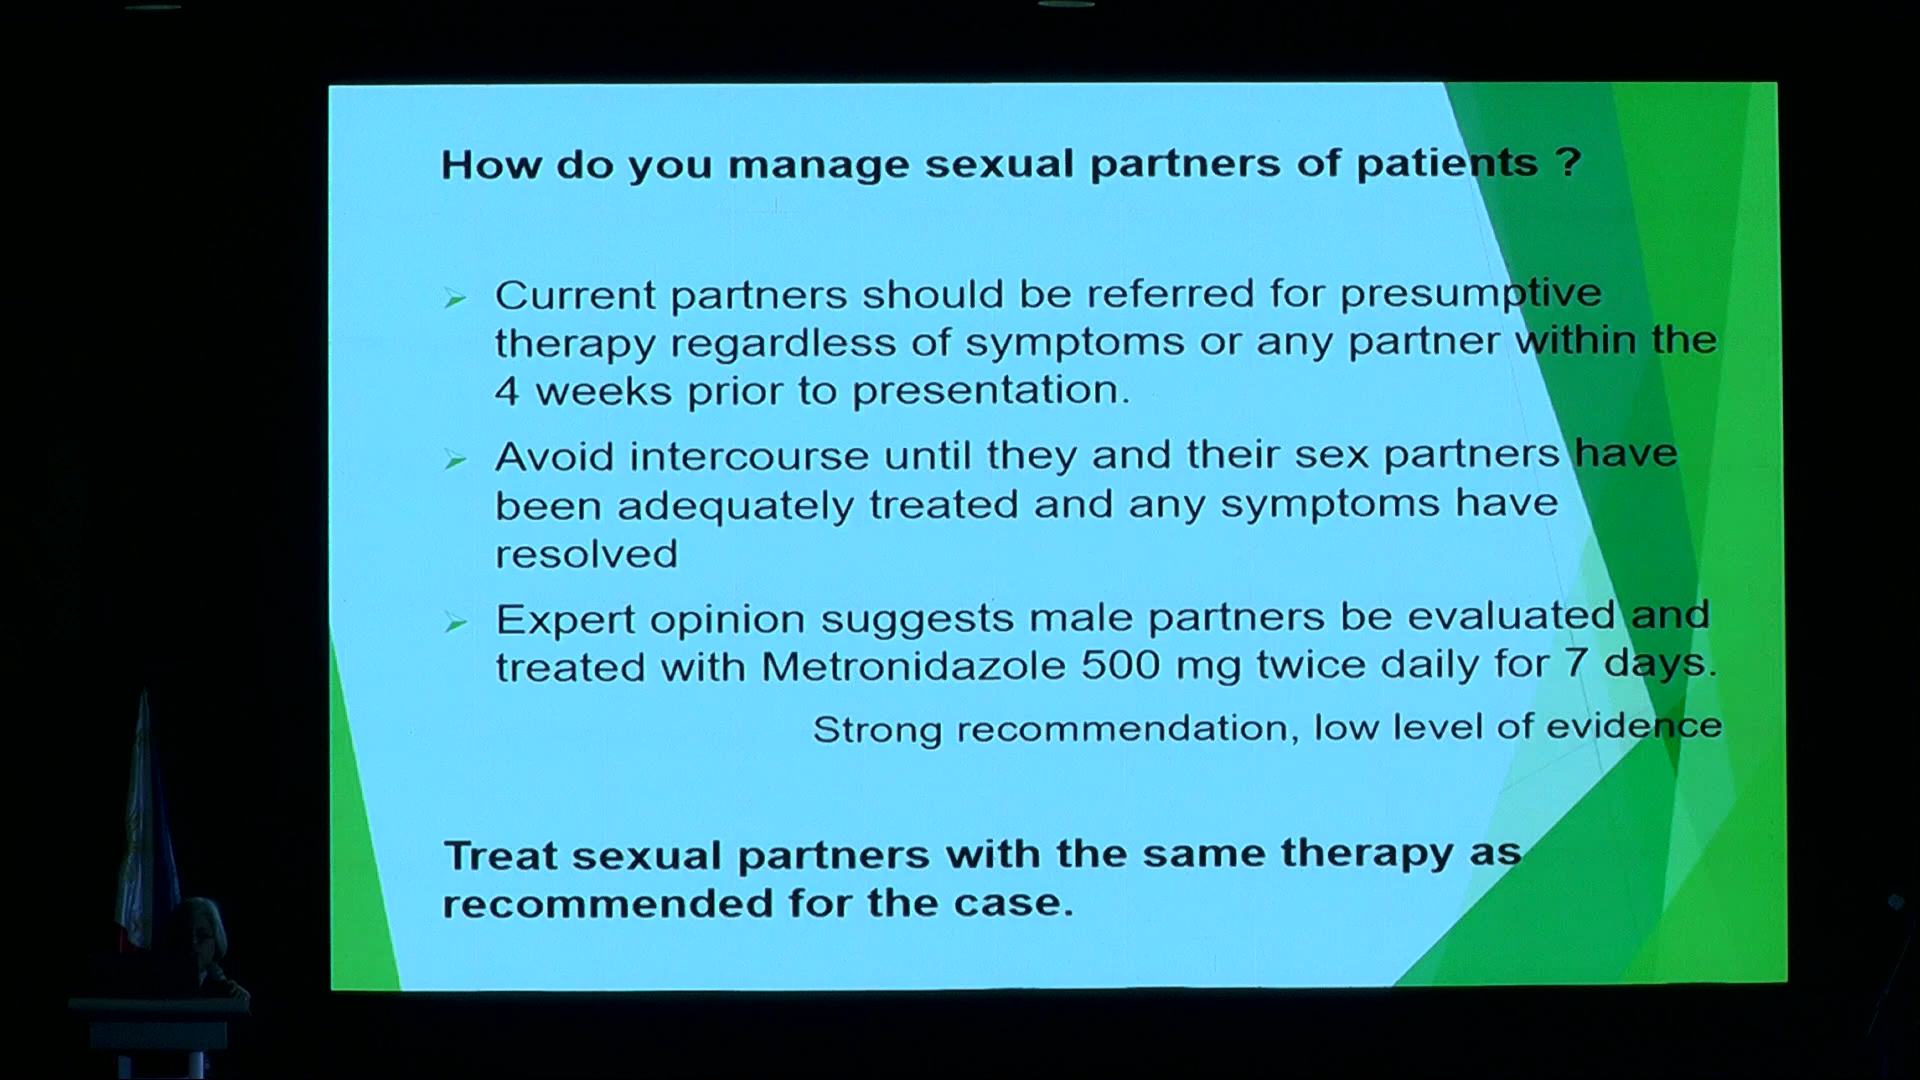 How do you manage sexual partners of patients ?
Current partners should be referred for presumptive
therapy regardless of symptoms or any partner within the
4 weeks prior to presentation.
Avoid intercourse until they and their sex partners have
been adequately treated and any symptoms have
resolved
Expert opinion suggests male partners be evaluated and
treated with Metronidazole 500 mg twice daily for 7 days.
Strong recommendation, low level of evidence
Treat sexual partners with the same therapy as
recommended for the case.